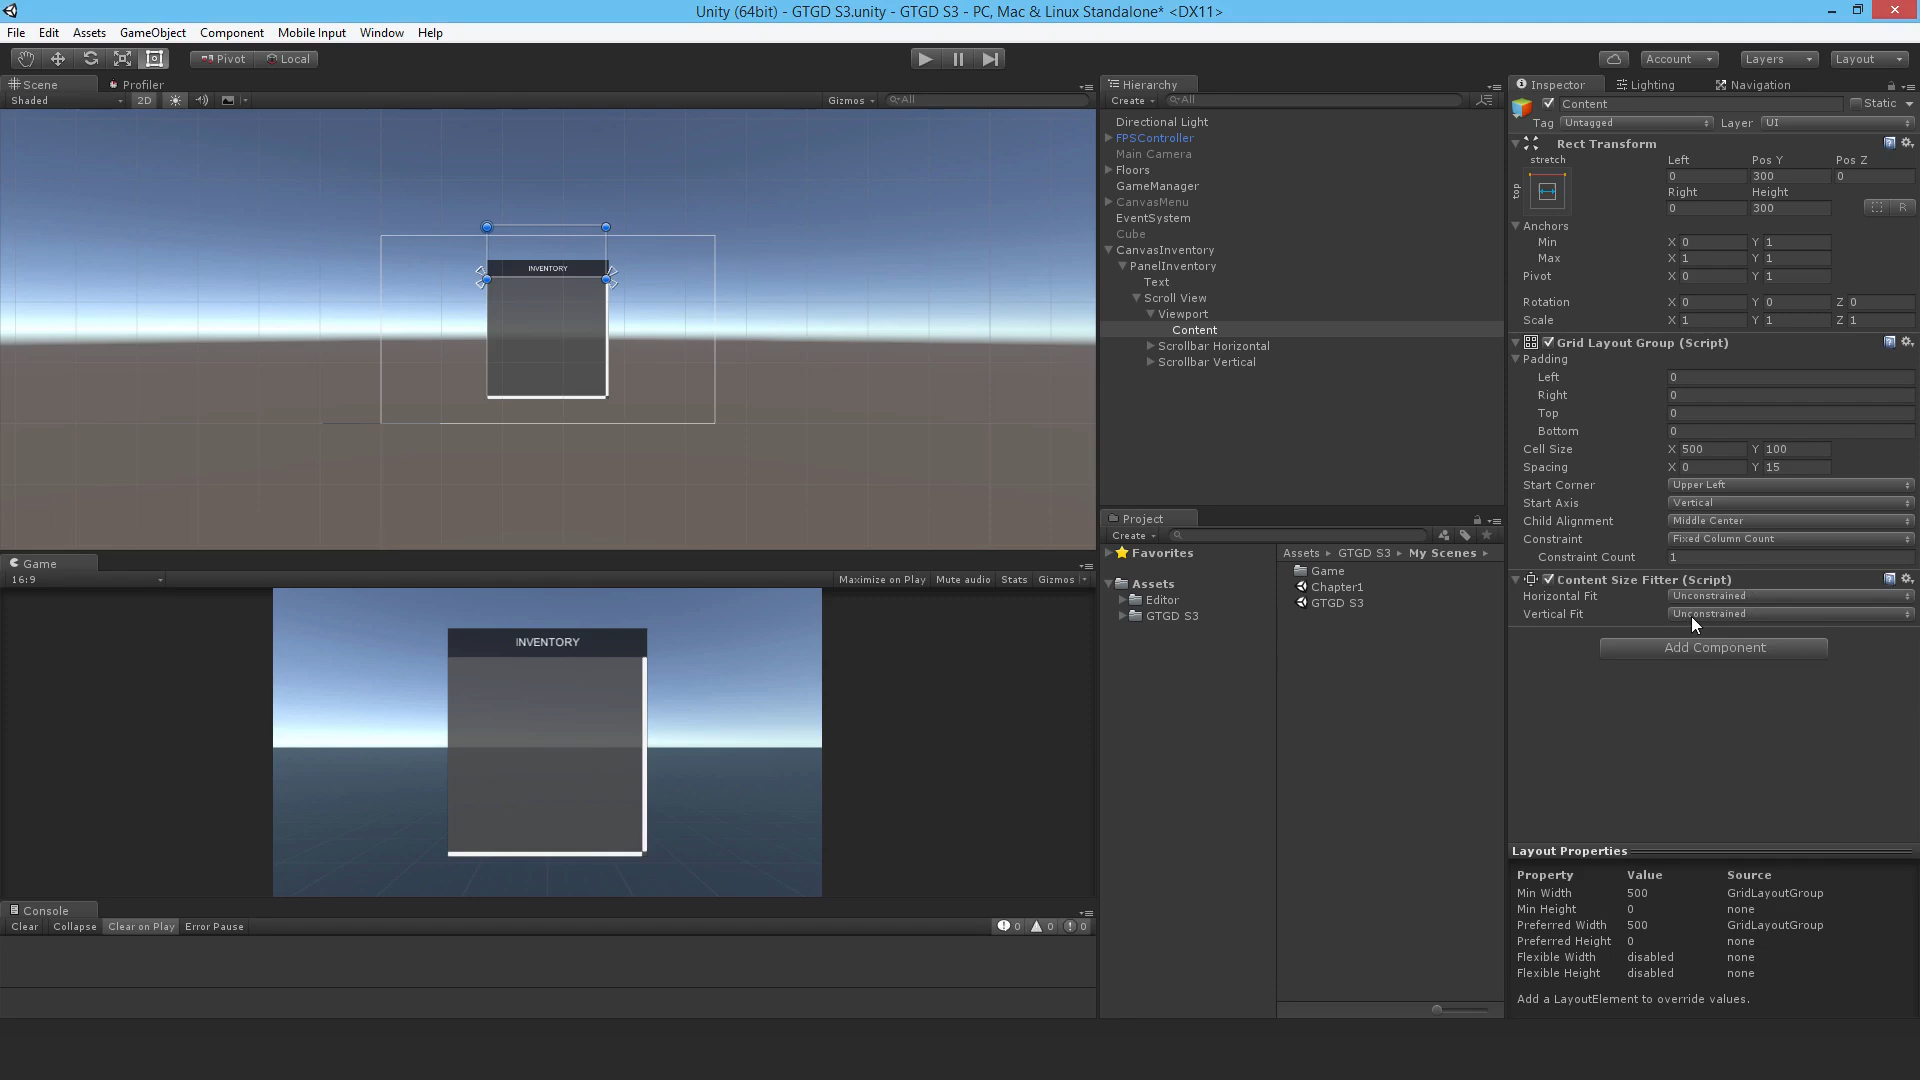 Unity (64bit) - GTGD S3.unity - GTGD S3 - PC, Mac & Linux Standalone* <DX11>
File Edit Assets GameObject Component Mobile Input Window Help
Pivot Local Account Layers Layout
Scene Profiler
Shaded 2D Gizmos All
INVENTORY
Game
16:9 Maximize on Play Mute audio Stats Gizmos
INVENTORY
Console
Clear Collapse Clear on Play Error Pause 0 0 0
Hierarchy
Create All
Directional Light
FPSController
Main Camera
Floors
GameManager
CanvasMenu
EventSystem
Cube
CanvasInventory
PanelInventory
Text
Scroll View
Viewport
Content
Scrollbar Horizontal
Scrollbar Vertical
Project
Create
Favorites
Assets
Editor
GTGD S3
Assets GTGD S3 My Scenes
Game
Chapter1
GTGD S3
Inspector Lighting Navigation
Content Static
Tag Untagged Layer UI
Rect Transform
stretch Left Pos Y Pos Z
top 0 300 0
Right Height
0 300 R
Anchors
Min X 0 Y 1
Max X 1 Y 1
Pivot X 0 Y 1
Rotation X 0 Y 0 Z 0
Scale X 1 Y 1 Z 1
Grid Layout Group (Script)
Padding
Left 0
Right 0
Top 0
Bottom 0
Cell Size X 500 Y 100
Spacing X 0 Y 15
Start Corner Upper Left
Start Axis Vertical
Child Alignment Middle Center
Constraint Fixed Column Count
Constraint Count 1
Content Size Fitter (Script)
Horizontal Fit Unconstrained
Vertical Fit Unconstrained
Add Component
Layout Properties
Property Value Source
Min Width 500 GridLayoutGroup
Min Height 0 none
Preferred Width 500 GridLayoutGroup
Preferred Height 0 none
Flexible Width disabled none
Flexible Height disabled none
Add a LayoutElement to override values.